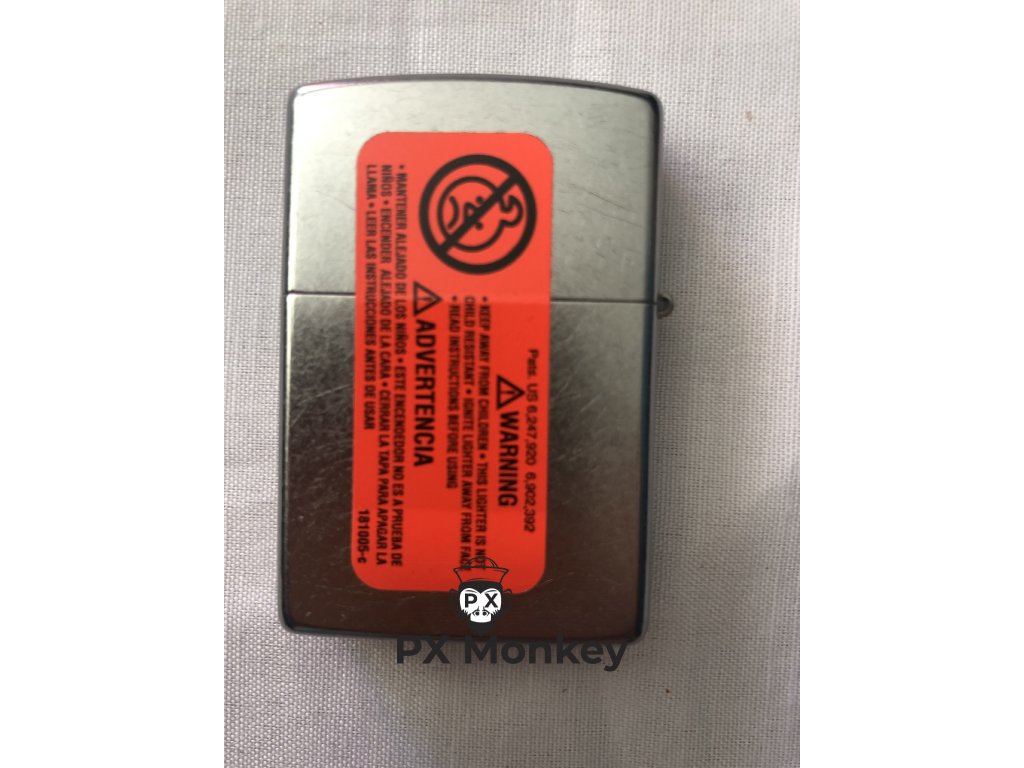 Pats. US 6,247,920 6,902,392
WARNING
• KEEP AWAY FROM CHILDREN • THIS LIGHTER IS NOT
CHILD RESISTANT • IGNITE LIGHTER AWAY FROM FACE
• READ INSTRUCTIONS BEFORE USING
ADVERTENCIA
• MANTENER ALEJADO DE LOS NIÑOS • ESTE ENCENDEDOR NO ES A PRUEBA DE
NIÑOS • ENCENDER ALEJADO DE LA CARA • CERRAR LA TAPA PARA APAGAR LA
LLAMA • LEER LAS INSTRUCCIONES ANTES DE USAR
181005-c
PX
PX Monkey